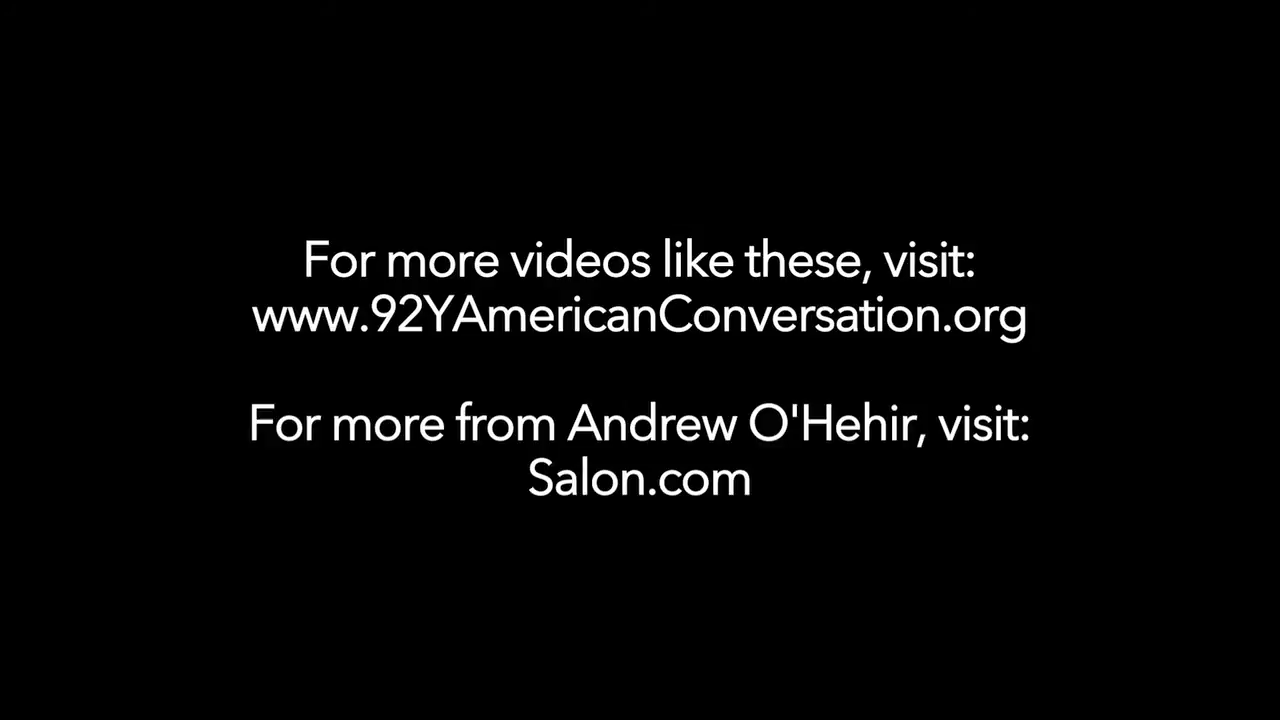 For more videos like these, visit:
www.92YAmericanConversation.org
For more from Andrew O'Hehir, visit:
Salon.com